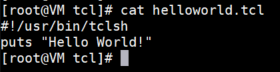 [root@VM tcl]# cat helloworld.tcl
#!/usr/bin/tclsh
puts "Hello World!"
[root@VM tcl]#